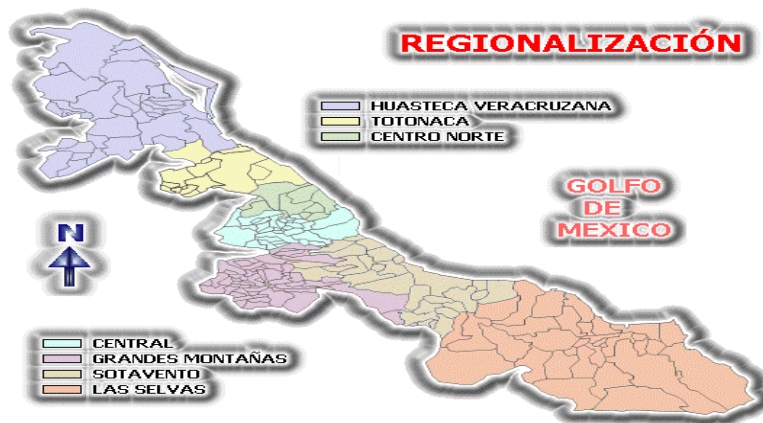 REGIONALIZACIÓN
HUASTECA VERACRUZANA
TOTONACA
CENTRO NORTE
GOLFO
DE
MEXICO
N
CENTRAL
GRANDES MONTAÑAS
SOTAVENTO
LAS SELVAS